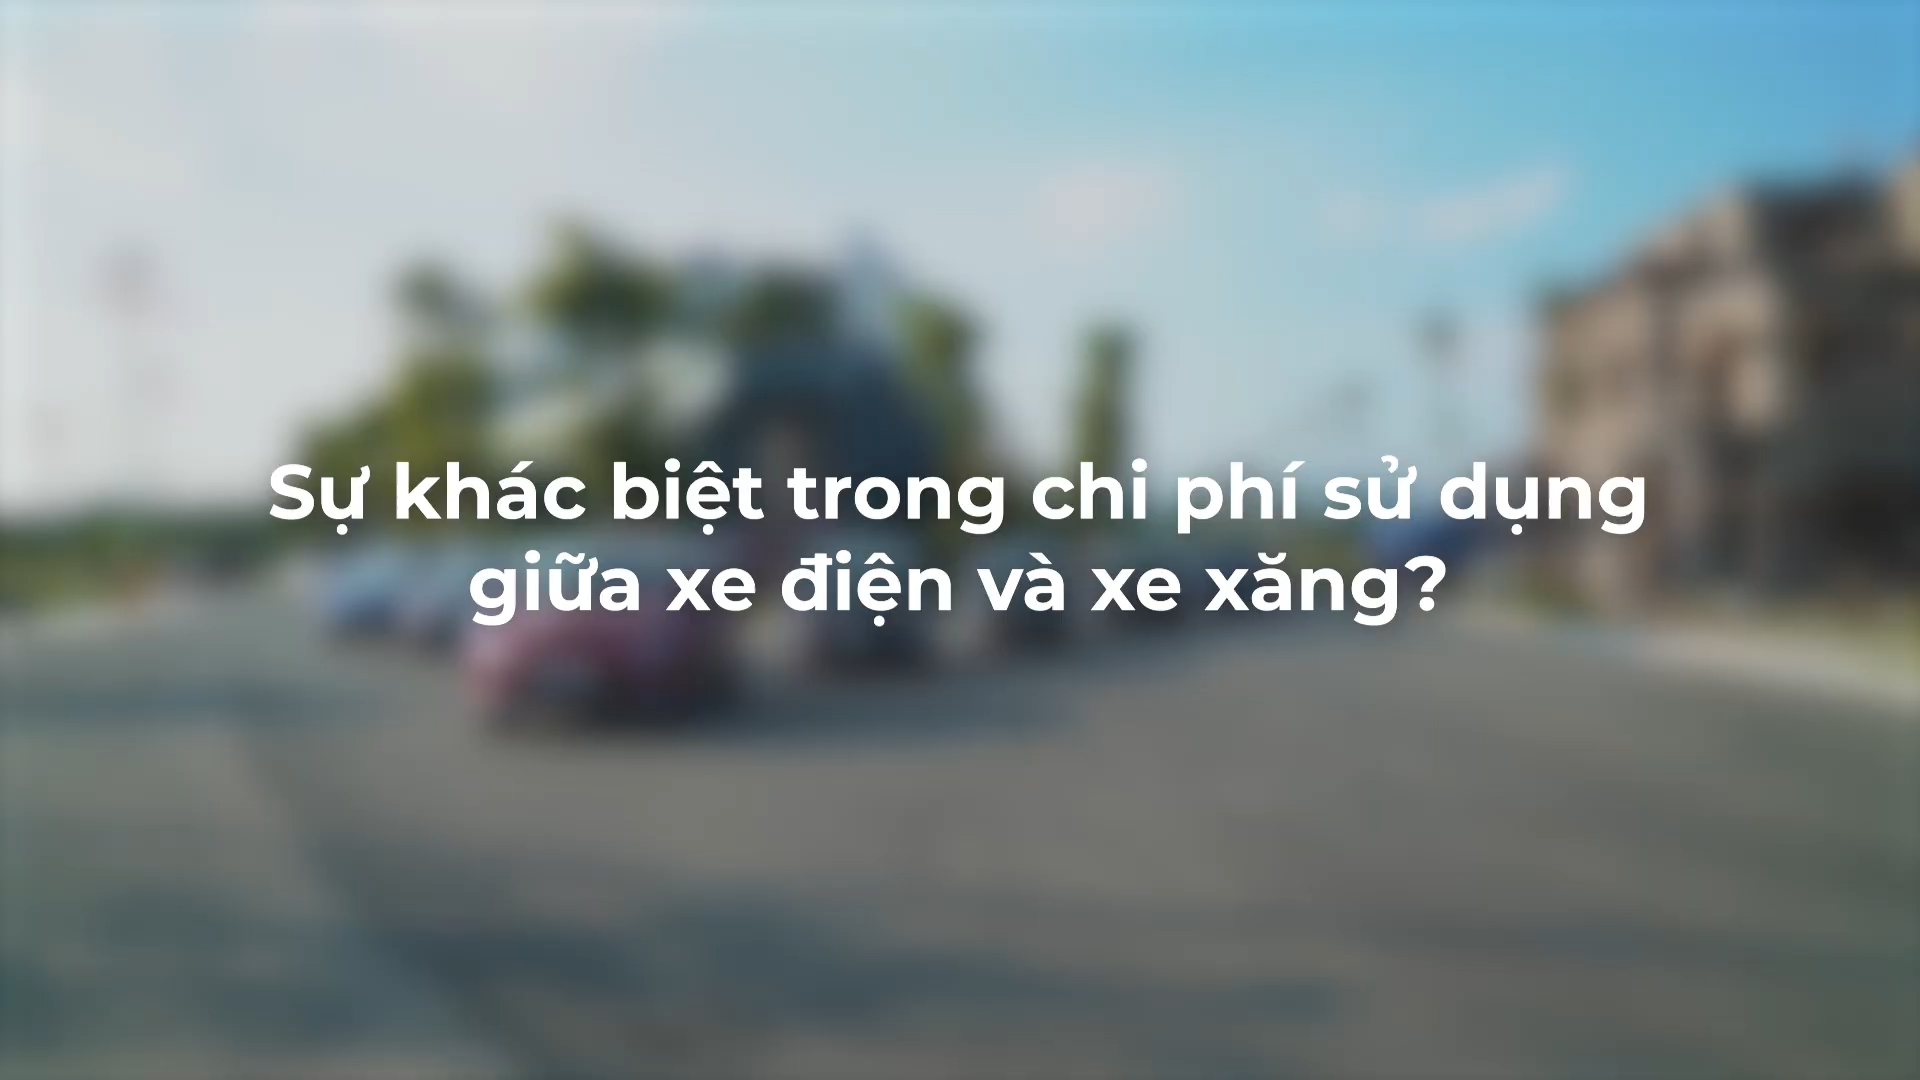 Sự khác biệt trong chi phí sử dụng
giữa xe điện và xe xăng?